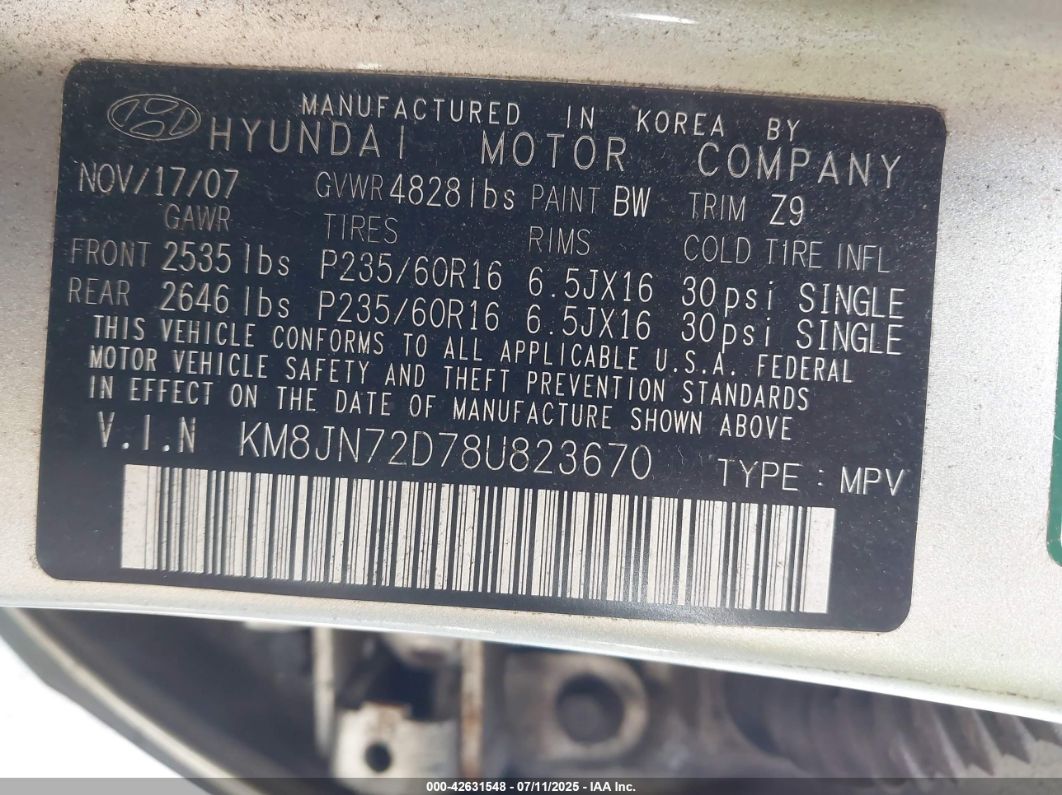 MANUFACTURED IN KOREA BY
HYUNDAI MOTOR COMPANY
NOV/17/07 GVWR 4828 lbs PAINT BW TRIM Z9
GAWR TIRES RIMS COLD TIRE INFL
FRONT 2535 lbs P235/60R16 6.5JX16 30psi SINGLE
REAR 2646 lbs P235/60R16 6.5JX16 30psi SINGLE
THIS VEHICLE CONFORMS TO ALL APPLICABLE U.S.A. FEDERAL
MOTOR VEHICLE SAFETY AND THEFT PREVENTION STANDARDS
IN EFFECT ON THE DATE OF MANUFACTURE SHOWN ABOVE
V.I.N KM8JN72D78U823670 TYPE : MPV
000-42631548 - 07/11/2025 - IAA Inc.